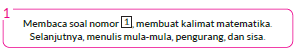 1
Membaca soal nomor 1, membuat kalimat matematika.
Selanjutnya, menulis mula-mula, pengurang, dan sisa.